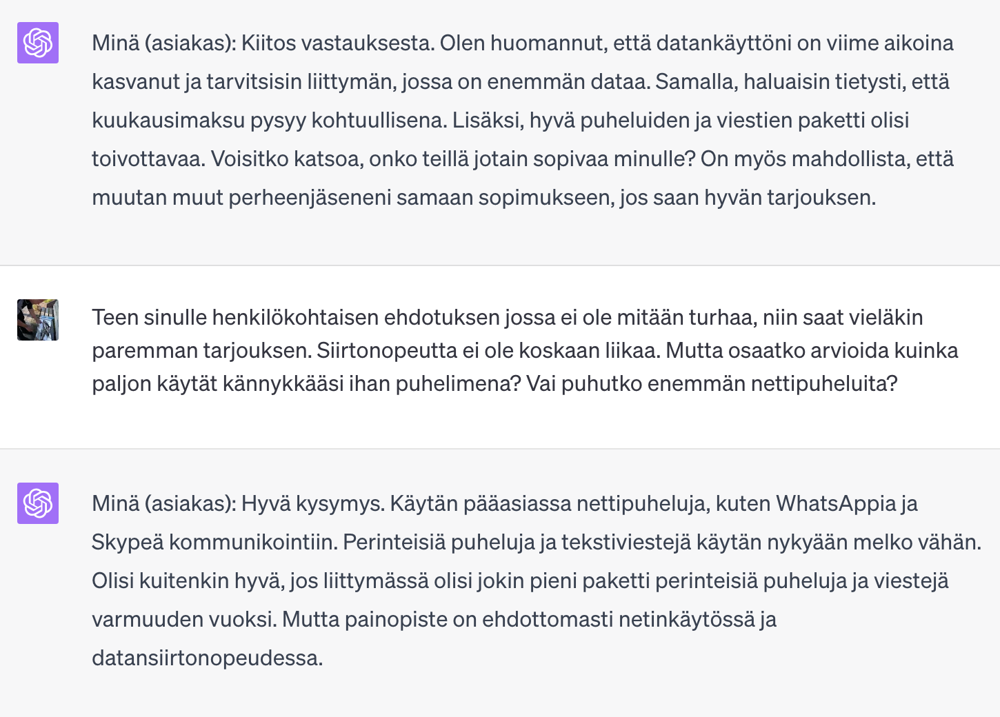 Minä (asiakas): Kiitos vastauksesta. Olen huomannut, että datankäyttöni on viime aikoina
kasvanut ja tarvitsisin liittymän, jossa on enemmän dataa. Samalla, haluaisin tietysti, että
kuukausimaksu pysyy kohtuullisena. Lisäksi, hyvä puheluiden ja viestien paketti olisi
toivottavaa. Voisitko katsoa, onko teillä jotain sopivaa minulle? On myös mahdollista, että
muutan muut perheenjäseneni samaan sopimukseen, jos saan hyvän tarjouksen.
Teen sinulle henkilökohtaisen ehdotuksen jossa ei ole mitään turhaa, niin saat vieläkin
paremman tarjouksen. Siirtonopeutta ei ole koskaan liikaa. Mutta osaatko arvioida kuinka
paljon käytät kännykkääsi ihan puhelimena? Vai puhutko enemmän nettipuheluita?
Minä (asiakas): Hyvä kysymys. Käytän pääasiassa nettipuheluja, kuten WhatsAppia ja
Skypeä kommunikointiin. Perinteisiä puheluja ja tekstiviestejä käytän nykyään melko vähän.
Olisi kuitenkin hyvä, jos liittymässä olisi jokin pieni paketti perinteisiä puheluja ja viestejä
varmuuden vuoksi. Mutta painopiste on ehdottomasti netinkäytössä ja
datansiirtonopeudessa.